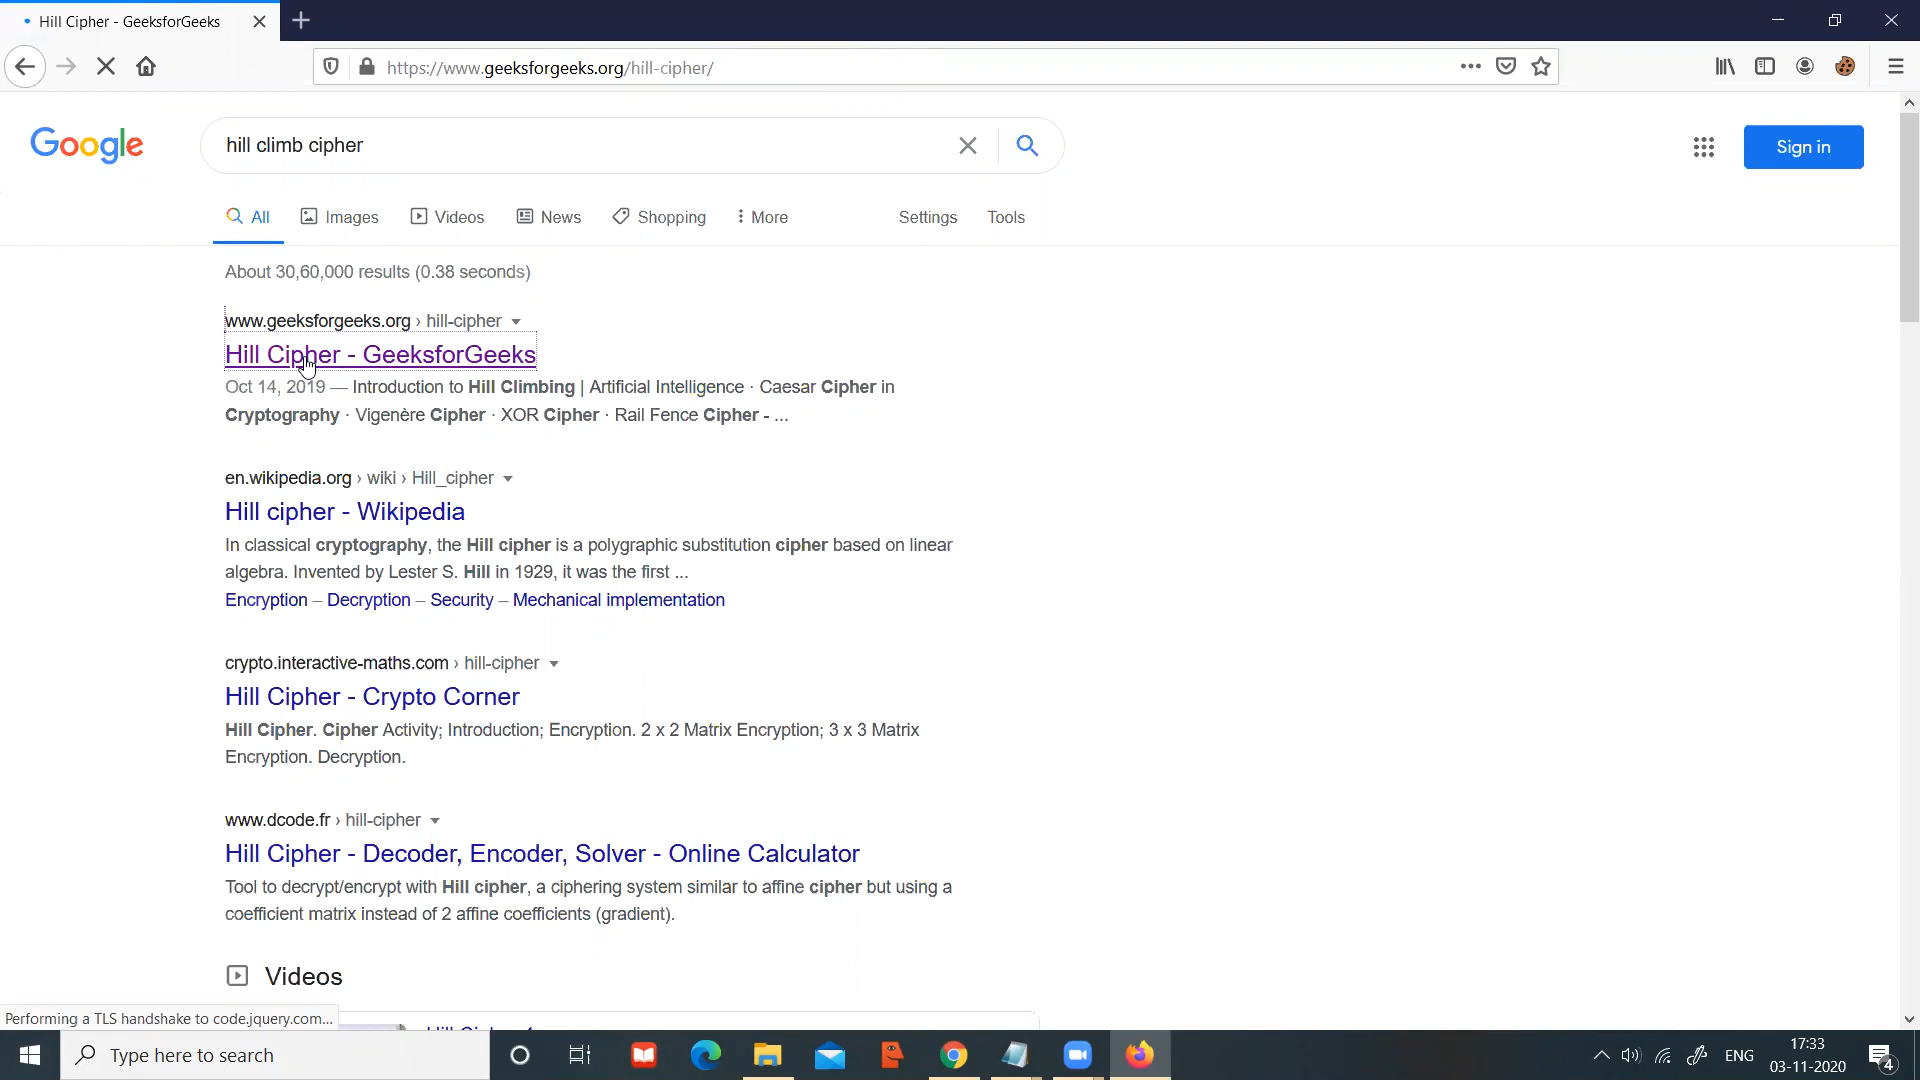 Hill Cipher - GeeksforGeeks
https://www.geeksforgeeks.org/hill-cipher/
Google
hill climb cipher
Sign in
All
Images
Videos
News
Shopping
More
Settings
Tools
About 30,60,000 results (0.38 seconds)
www.geeksforgeeks.org › hill-cipher
Hill Cipher - GeeksforGeeks
Oct 14, 2019 — Introduction to Hill Climbing | Artificial Intelligence · Caesar Cipher in
Cryptography · Vigenère Cipher · XOR Cipher · Rail Fence Cipher - ...
en.wikipedia.org › wiki › Hill_cipher
Hill cipher - Wikipedia
In classical cryptography, the Hill cipher is a polygraphic substitution cipher based on linear
algebra. Invented by Lester S. Hill in 1929, it was the first ...
Encryption – Decryption – Security – Mechanical implementation
crypto.interactive-maths.com › hill-cipher
Hill Cipher - Crypto Corner
Hill Cipher. Cipher Activity; Introduction; Encryption. 2 x 2 Matrix Encryption; 3 x 3 Matrix
Encryption. Decryption.
www.dcode.fr › hill-cipher
Hill Cipher - Decoder, Encoder, Solver - Online Calculator
Tool to decrypt/encrypt with Hill cipher, a ciphering system similar to affine cipher but using a
coefficient matrix instead of 2 affine coefficients (gradient).
Videos
Performing a TLS handshake to code.jquery.com...
Type here to search
ENG
17:33
03-11-2020
4